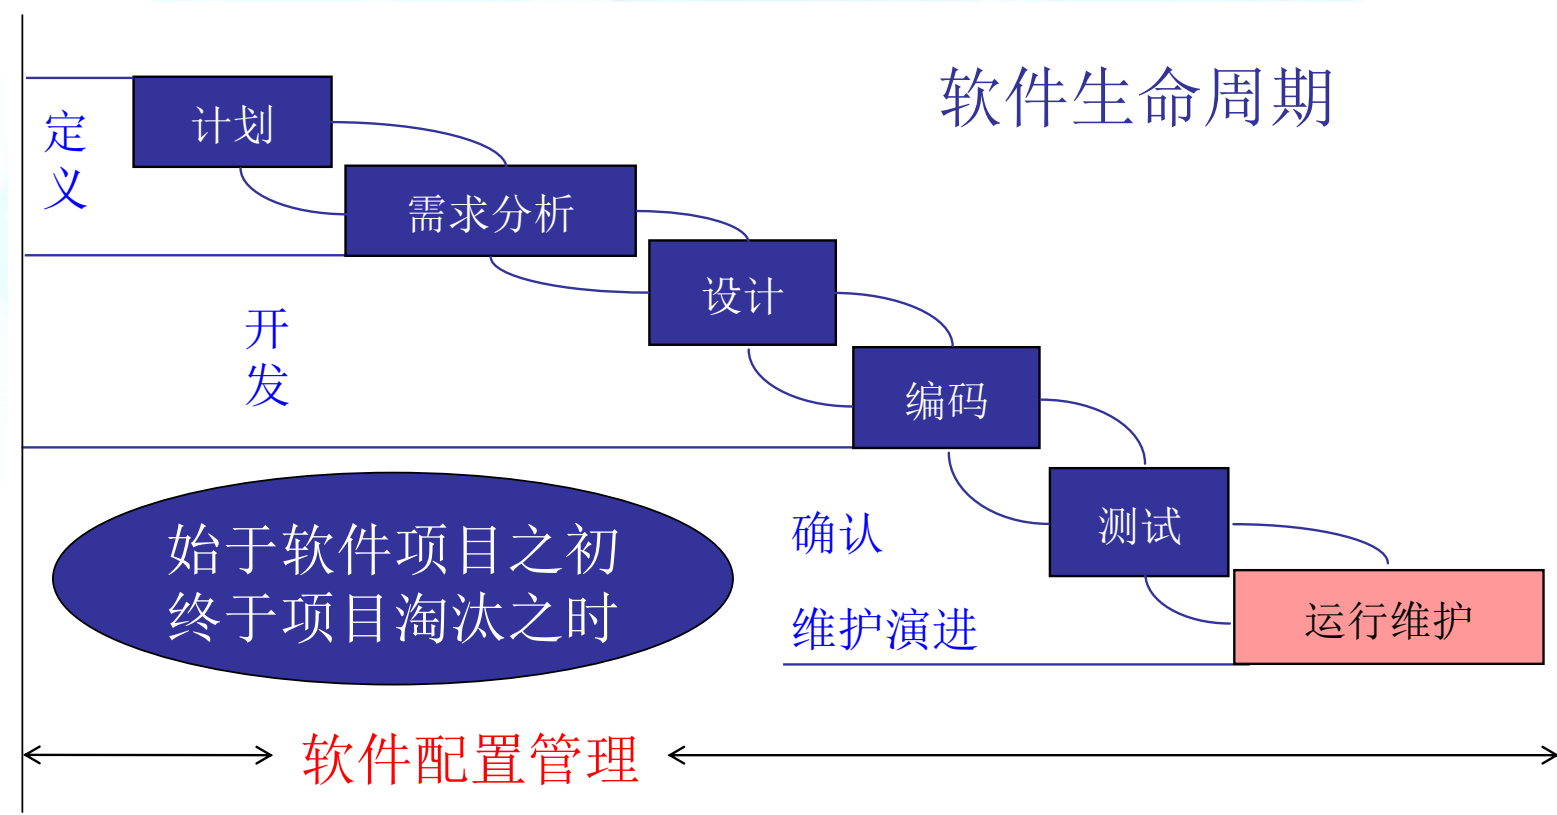 软件生命周期
计划
定
义
需求分析
设计
开
发
编码
测试
确认
始于软件项目之初
终于项目淘汰之时
运行维护
维护演进
软件配置管理